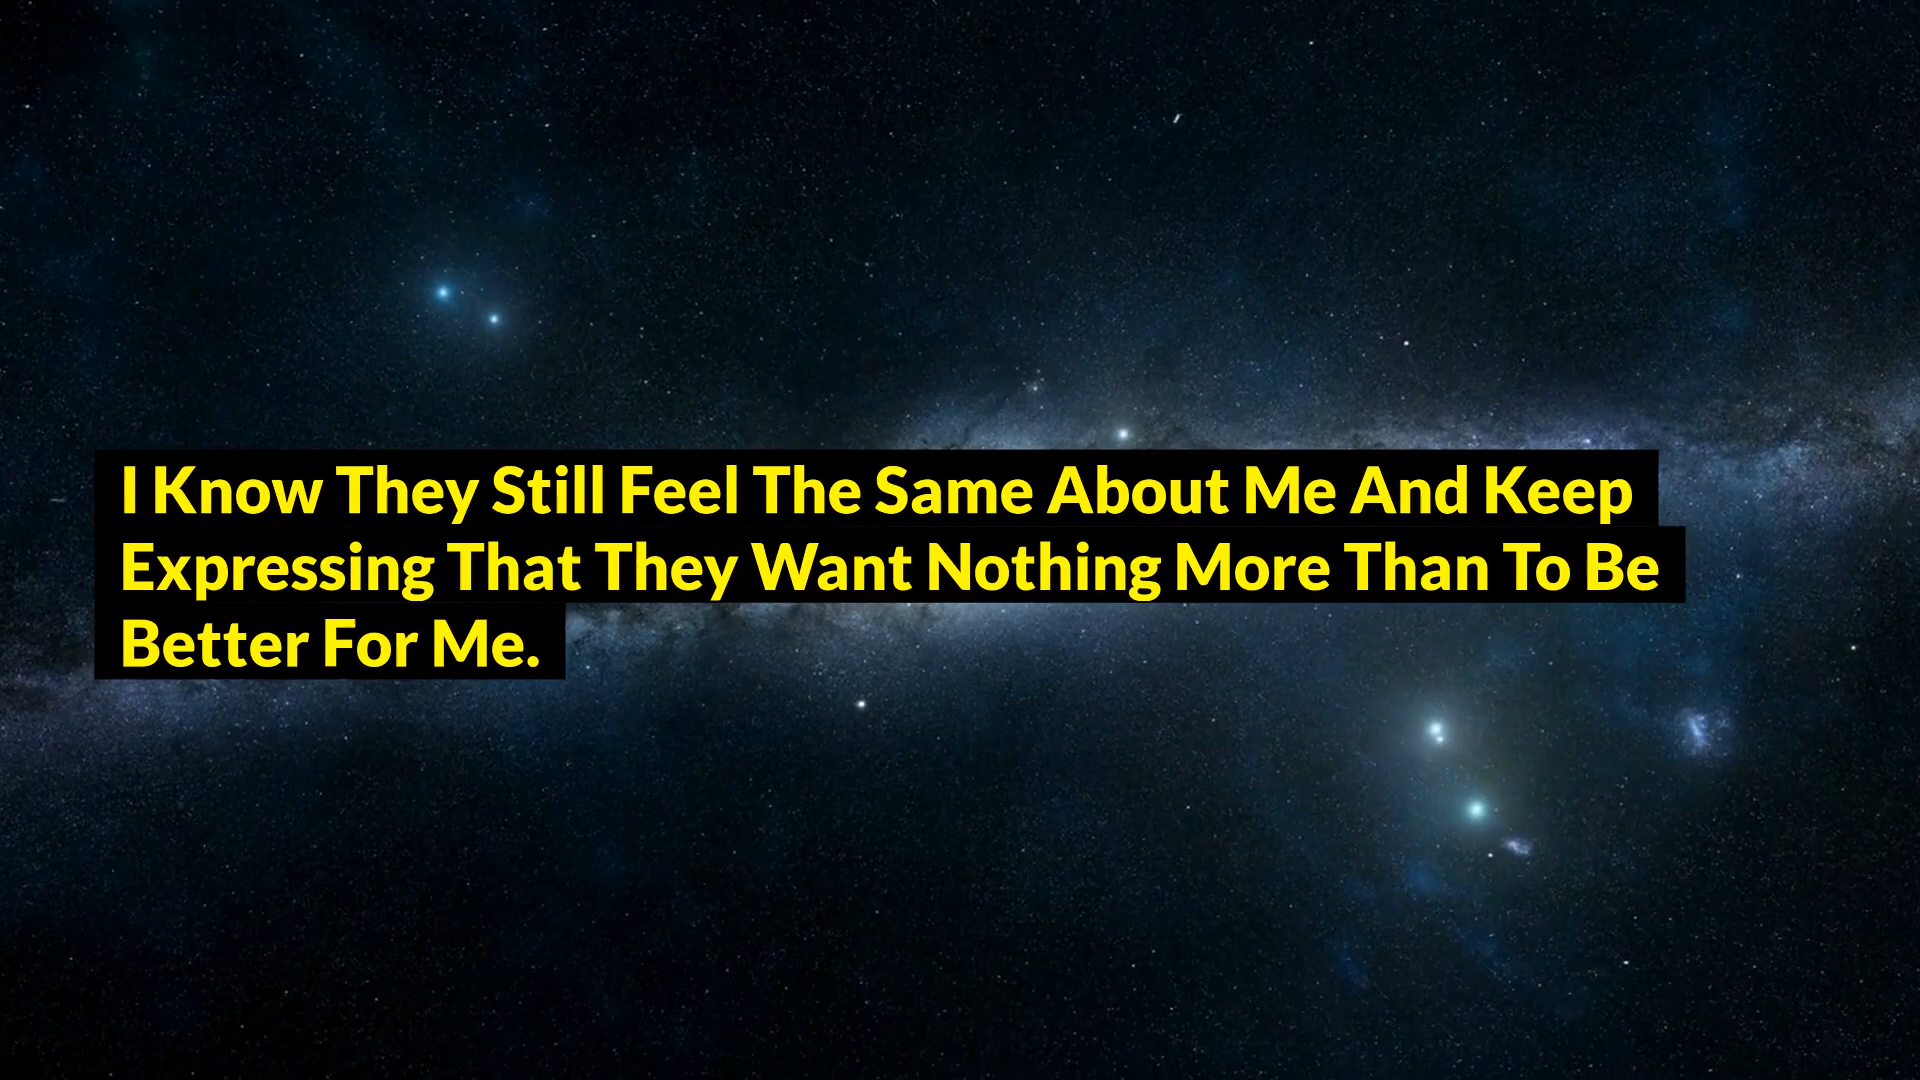 I Know They Still Feel The Same About Me And Keep
Expressing That They Want Nothing More Than To Be
Better For Me.